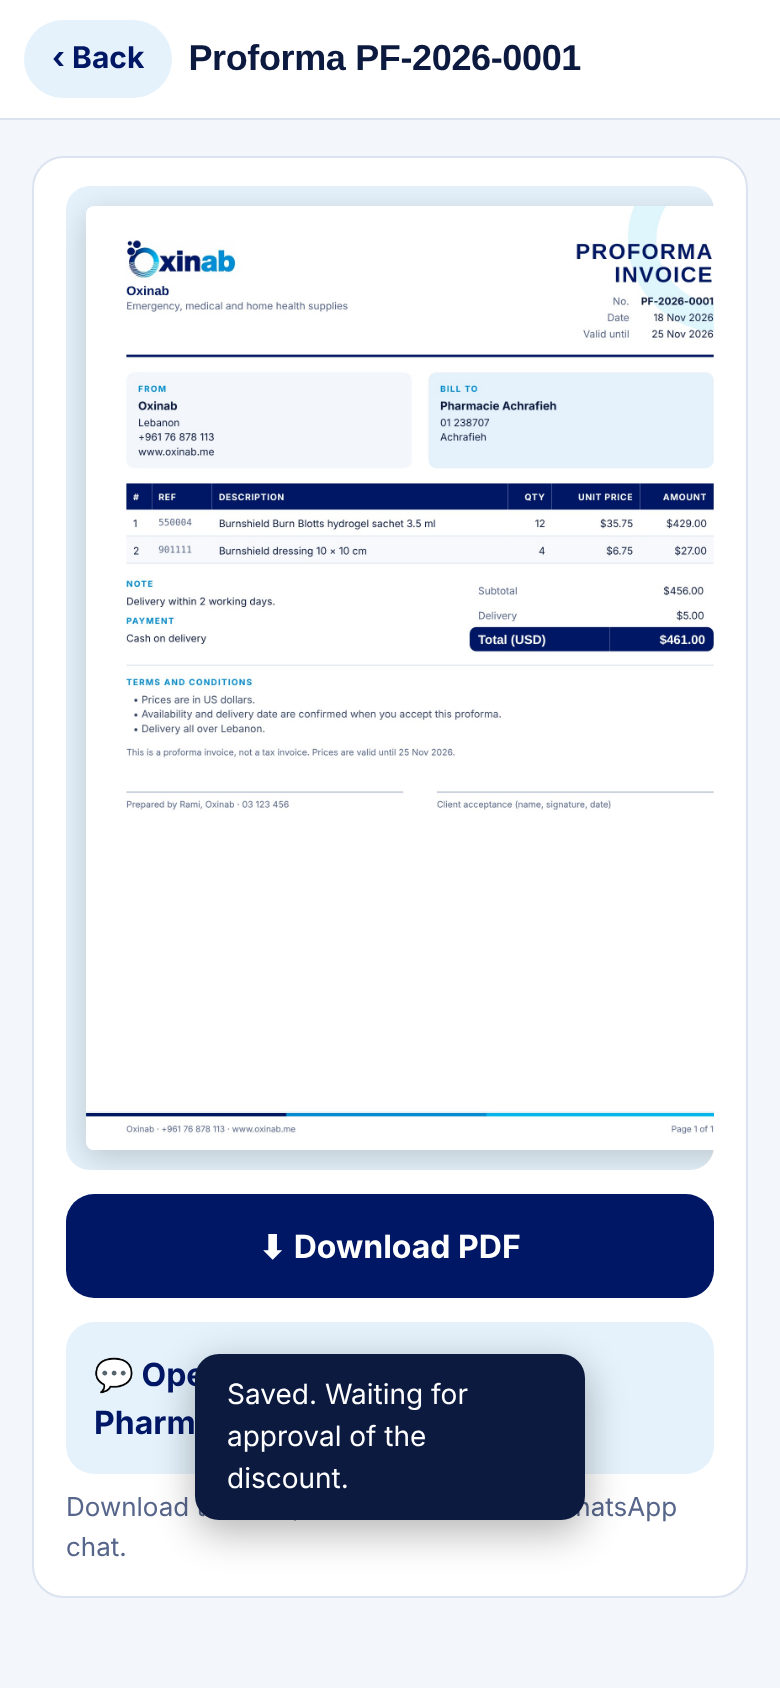 ‹ Back
Proforma PF-2026-0001
Oxinab
Oxinab
Emergency, medical and home health supplies
PROFORMA
INVOICE
No. PF-2026-0001
Date 18 Nov 2026
Valid until 25 Nov 2026
FROM
Oxinab
Lebanon
+961 76 878 113
www.oxinab.me
BILL TO
Pharmacie Achrafieh
01 238707
Achrafieh
# REF DESCRIPTION QTY UNIT PRICE AMOUNT
1 550004 Burnshield Burn Blotts hydrogel sachet 3.5 ml 12 $35.75 $429.00
2 901111 Burnshield dressing 10 × 10 cm 4 $6.75 $27.00
NOTE
Delivery within 2 working days.
PAYMENT
Cash on delivery
Subtotal $456.00
Delivery $5.00
Total (USD) $461.00
TERMS AND CONDITIONS
• Prices are in US dollars.
• Availability and delivery date are confirmed when you accept this proforma.
• Delivery all over Lebanon.
This is a proforma invoice, not a tax invoice. Prices are valid until 25 Nov 2026.
Prepared by Rami, Oxinab · 03 123 456
Client acceptance (name, signature, date)
Oxinab · +961 76 878 113 · www.oxinab.me
Page 1 of 1
⬇ Download PDF
💬 Ope
Pharm
Saved. Waiting for
approval of the
discount.
Download
hatsApp
chat.